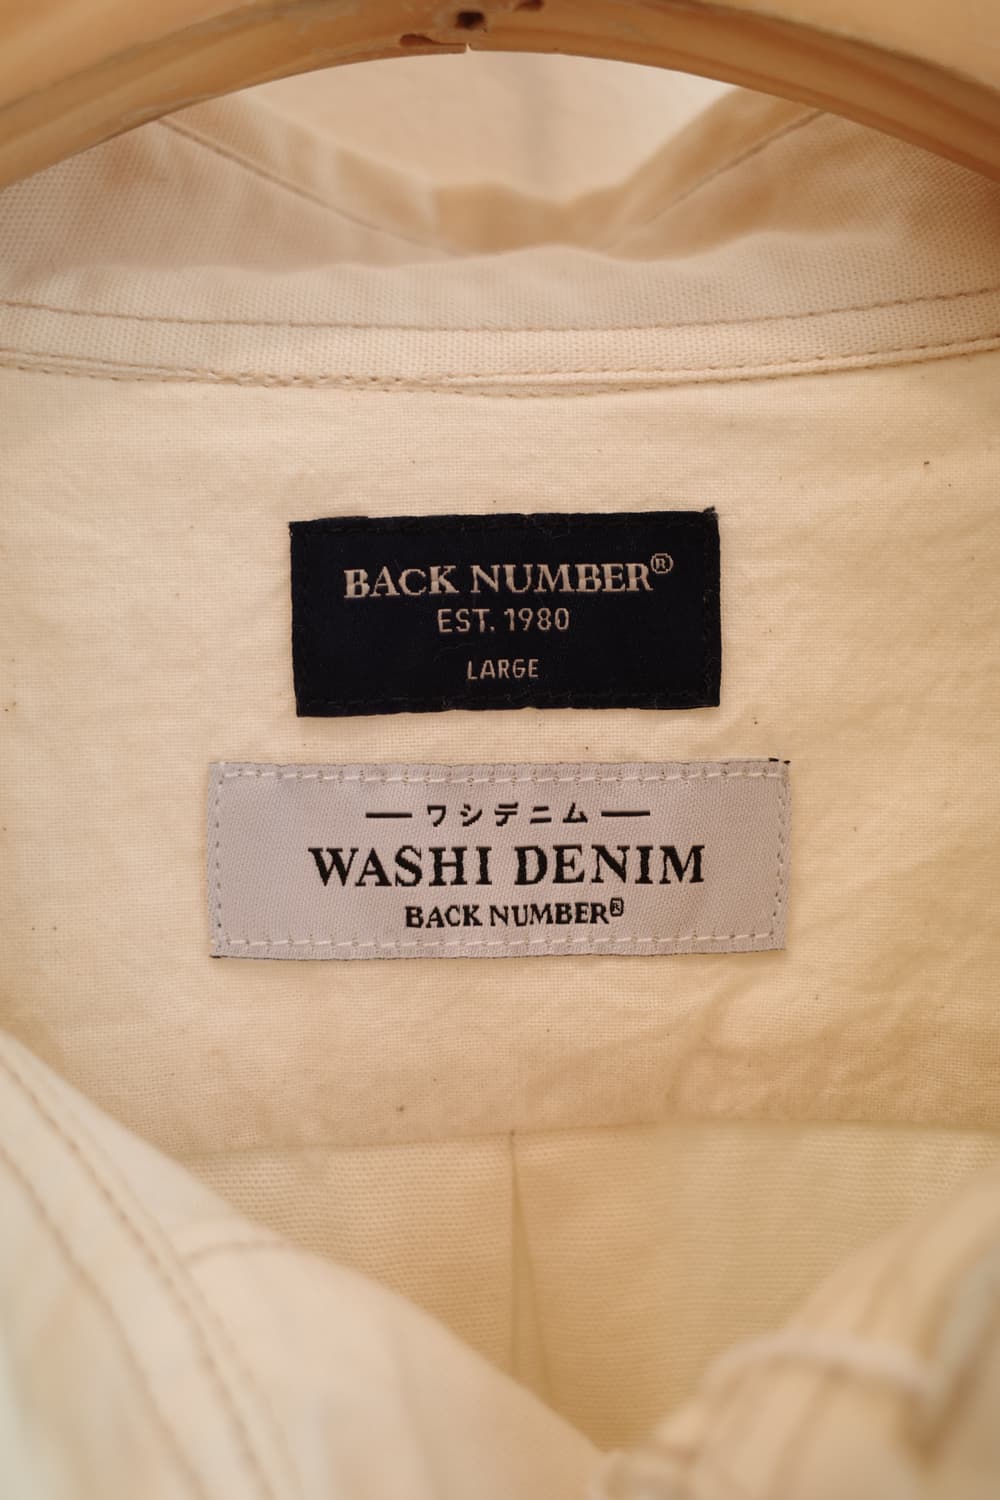 BACK NUMBER®
EST. 1980
LARGE
ワシデニム
WASHI DENIM
BACK NUMBER®